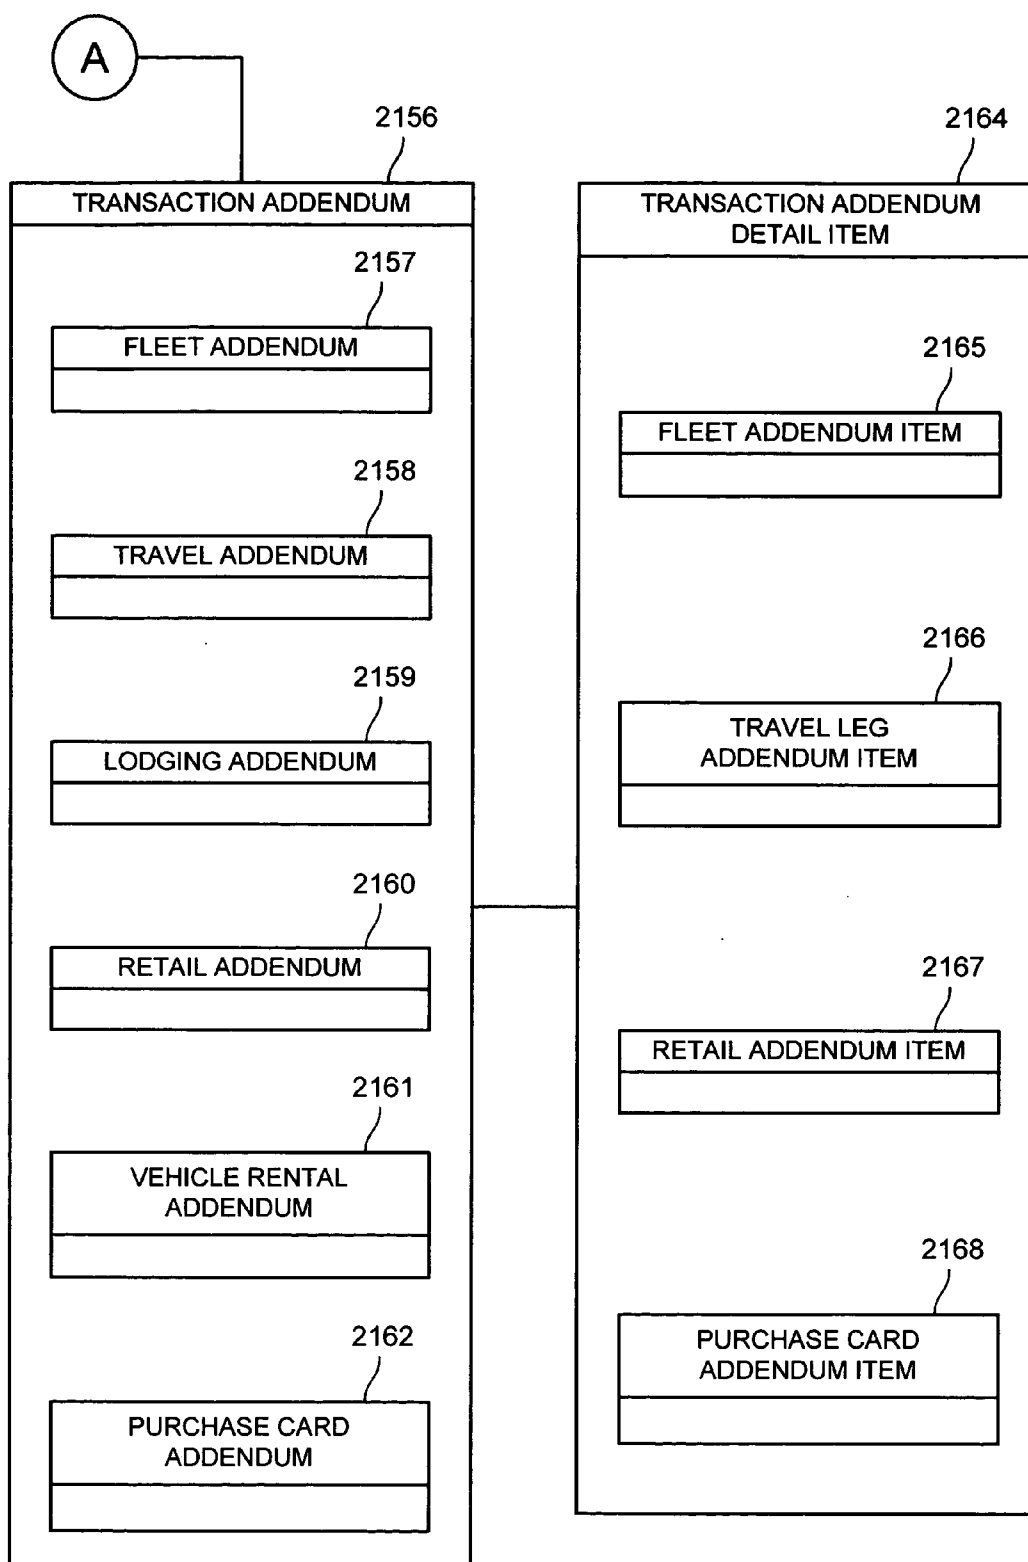 A
2156
TRANSACTION ADDENDUM
2157
FLEET ADDENDUM
2158
TRAVEL ADDENDUM
2159
LODGING ADDENDUM
2160
RETAIL ADDENDUM
2161
VEHICLE RENTAL
ADDENDUM
2162
PURCHASE CARD
ADDENDUM
2164
TRANSACTION ADDENDUM
DETAIL ITEM
2165
FLEET ADDENDUM ITEM
2166
TRAVEL LEG
ADDENDUM ITEM
2167
RETAIL ADDENDUM ITEM
2168
PURCHASE CARD
ADDENDUM ITEM